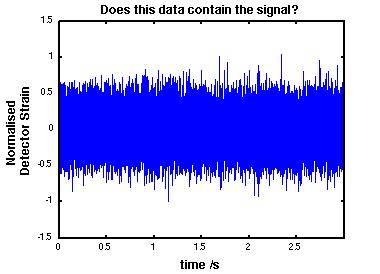 Does this data contain the signal?
1.5
1
0.5
0
-0.5
-1
-1.5
Normalised
Detector Strain
0 0.5 1 1.5 2 2.5
time /s